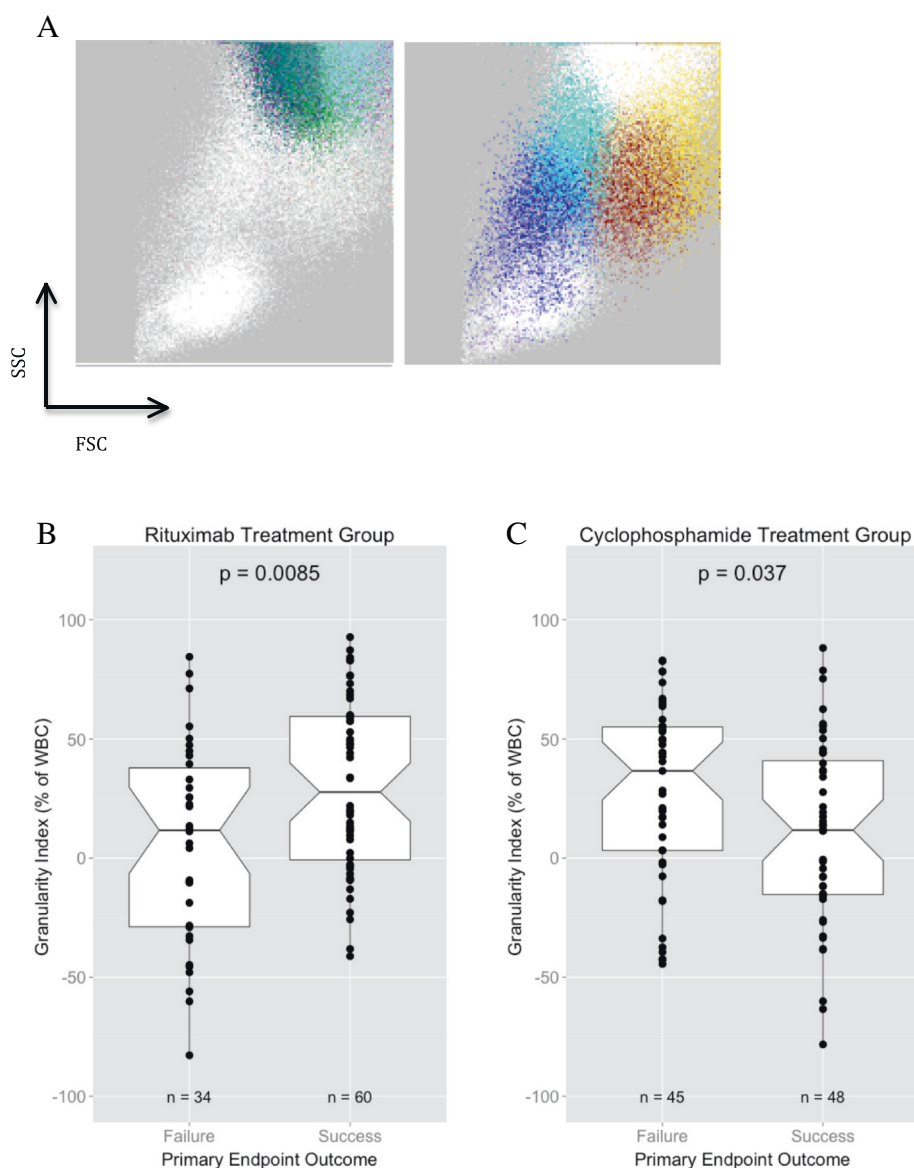 A
SSC
FSC
B
Rituximab Treatment Group
p = 0.0085
Granularity Index (% of WBC)
100
50
0
-50
-100
n = 34
n = 60
Failure
Success
Primary Endpoint Outcome
C
Cyclophosphamide Treatment Group
p = 0.037
Granularity Index (% of WBC)
100
50
0
-50
-100
n = 45
n = 48
Failure
Success
Primary Endpoint Outcome